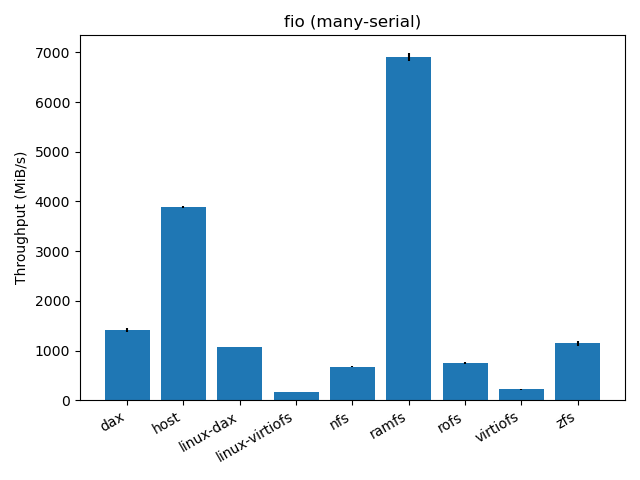 fio (many-serial)
Throughput (MiB/s)
7000
6000
5000
4000
3000
2000
1000
0
dax
host
linux-dax
linux-virtiofs
nfs
ramfs
rofs
virtiofs
zfs